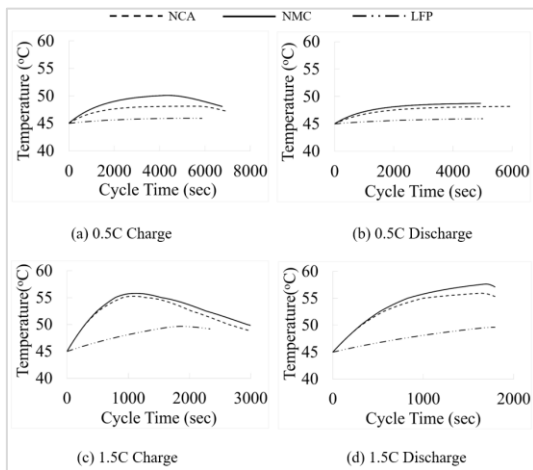 NCA NMC LFP
Temperature (°C)
60
55
50
45
40
0 2000 4000 6000 8000
Cycle Time (sec)
(a) 0.5C Charge
Temperature (°C)
60
55
50
45
40
0 2000 4000 6000
Cycle Time (sec)
(b) 0.5C Discharge
Temperature(°C)
60
55
50
45
40
0 1000 2000 3000
Cycle Time (sec)
(c) 1.5C Charge
Temperature(°C)
60
55
50
45
40
0 1000 2000
Cycle Time (sec)
(d) 1.5C Discharge